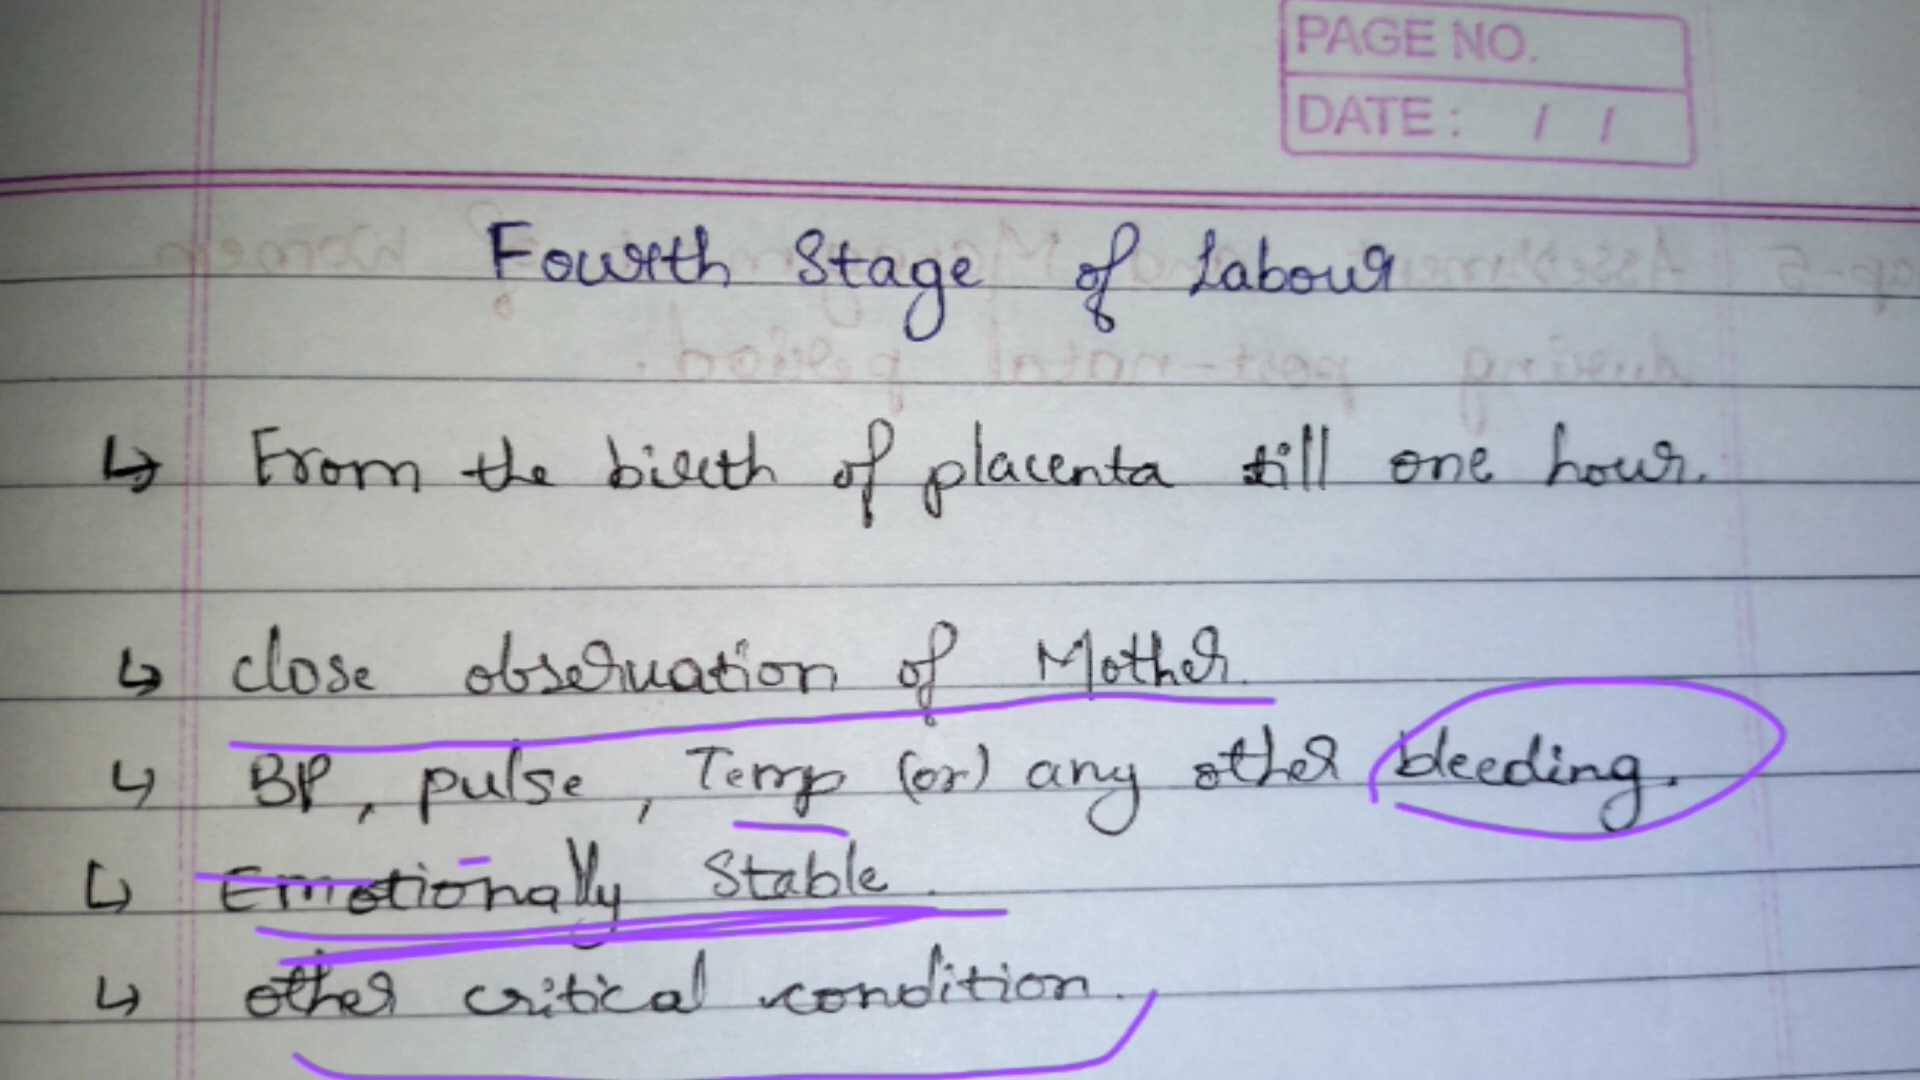 PAGE NO.
DATE : / /
Fourth Stage of Labour
↳ From the birth of placenta till one hour.
↳ close observation of Mother.
↳ BP, pulse, Temp (or) any other bleeding.
↳ Emotionally Stable.
↳ other critical condition.